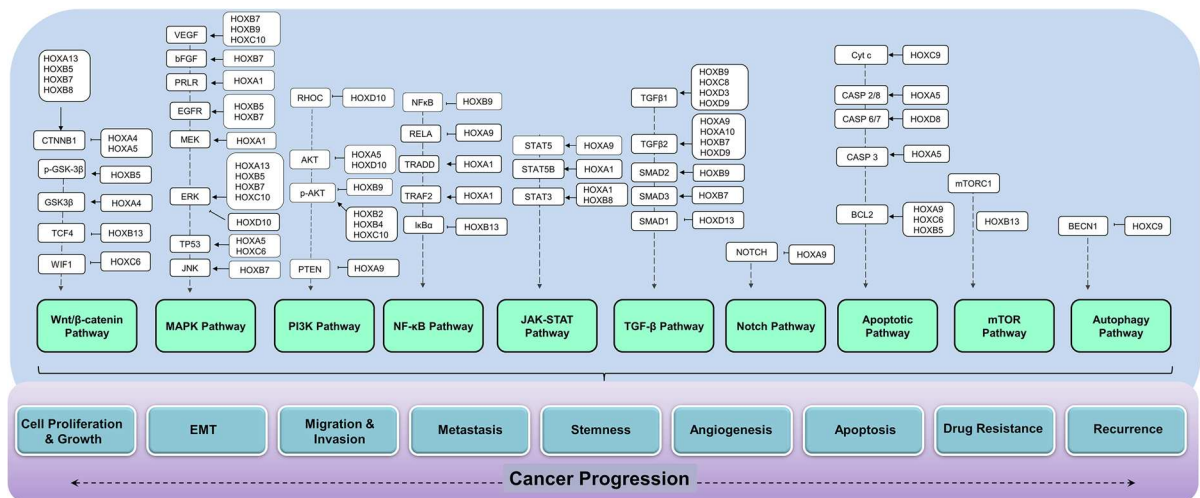 HOXA13
HOXB5
HOXB7
HOXB8
CTNNB1
HOXA4
HOXA5
p-GSK-3β
HOXB5
GSK3β
HOXA4
TCF4
HOXB13
WIF1
HOXC6
Wnt/β-catenin
Pathway
VEGF
HOXB7
HOXB9
HOXC10
bFGF
HOXB7
PRLR
HOXA1
EGFR
HOXB5
HOXB7
MEK
HOXA1
ERK
HOXA13
HOXB5
HOXB7
HOXC10
HOXD10
TP53
HOXA5
HOXC6
JNK
HOXB7
MAPK Pathway
RHOC
HOXD10
AKT
HOXA5
HOXD10
p-AKT
HOXB9
HOXB2
HOXB4
HOXC10
PTEN
HOXA9
PI3K Pathway
NFκB
HOXB9
RELA
HOXA9
TRADD
HOXA1
TRAF2
HOXA1
IκBα
HOXB13
NF-κB Pathway
STAT5
HOXA9
STAT5B
HOXA1
STAT3
HOXA1
HOXB8
JAK-STAT
Pathway
TGFβ1
HOXB9
HOXC8
HOXD3
HOXD9
TGFβ2
HOXA9
HOXA10
HOXB7
HOXD9
SMAD2
HOXB9
SMAD3
HOXB7
SMAD1
HOXD13
TGF-β Pathway
NOTCH
HOXA9
Notch Pathway
Cyt c
HOXC9
CASP 2/8
HOXA5
CASP 6/7
HOXD8
CASP 3
HOXA5
BCL2
HOXA9
HOXC6
HOXB5
Apoptotic
Pathway
mTORC1
HOXB13
mTOR
Pathway
BECN1
HOXC9
Autophagy
Pathway
Cell Proliferation
& Growth
EMT
Migration &
Invasion
Metastasis
Stemness
Angiogenesis
Apoptosis
Drug Resistance
Recurrence
Cancer Progression